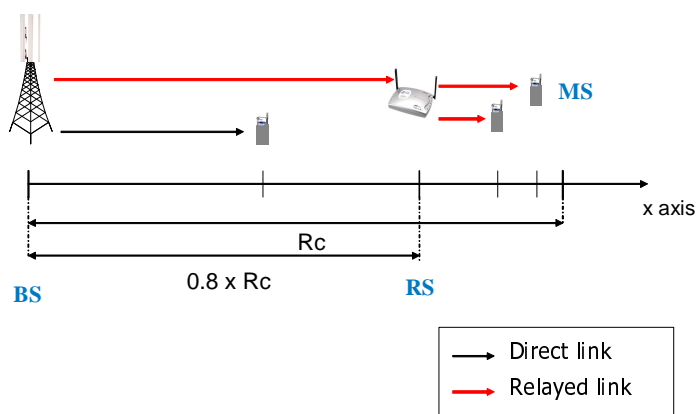 MS
x axis
Rc
0.8 x Rc
BS
RS
Direct link
Relayed link